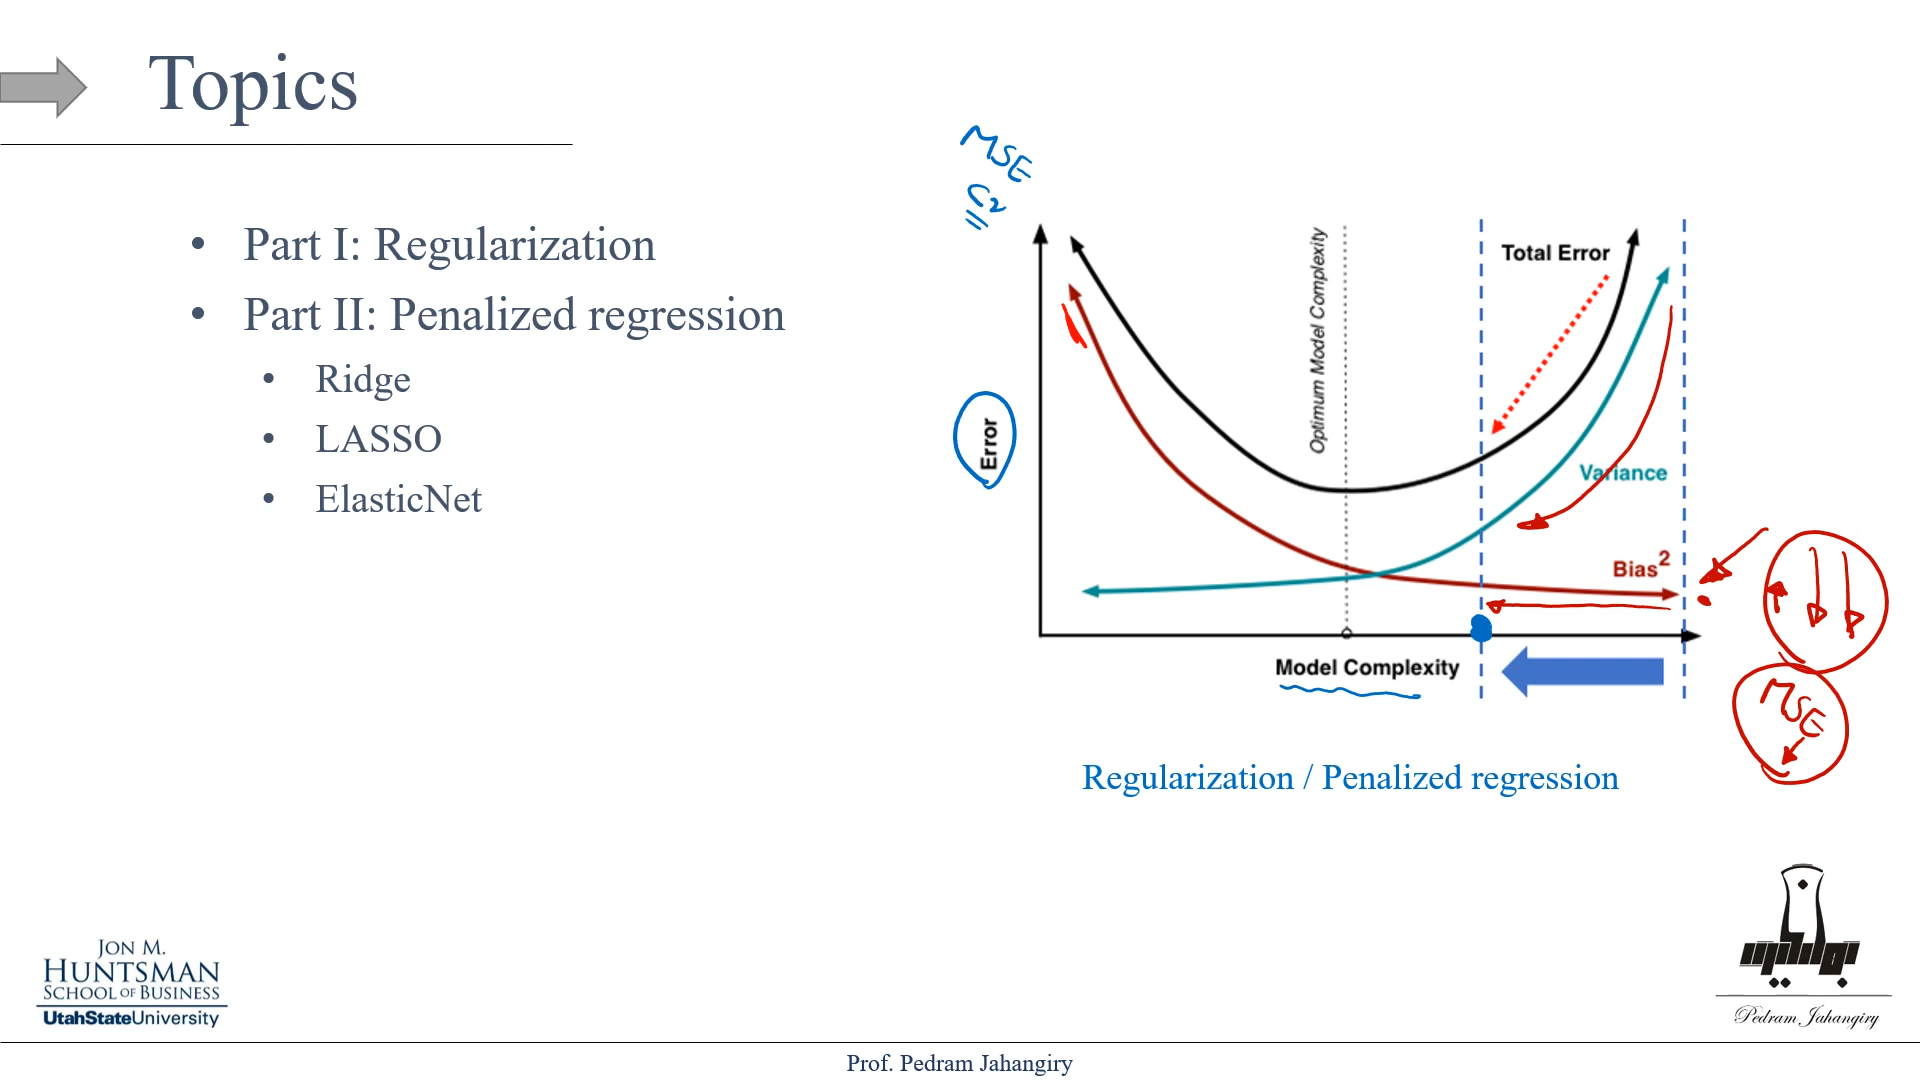 Topics
• Part I: Regularization
• Part II: Penalized regression
• Ridge
• LASSO
• ElasticNet
MSE
Error
Optimum Model Complexity
Total Error
Variance
Bias²
Model Complexity
MSE
Regularization / Penalized regression
JON M.
HUNTSMAN
SCHOOL OF BUSINESS
UtahStateUniversity
Pedram Jahangiry
Prof. Pedram Jahangiry